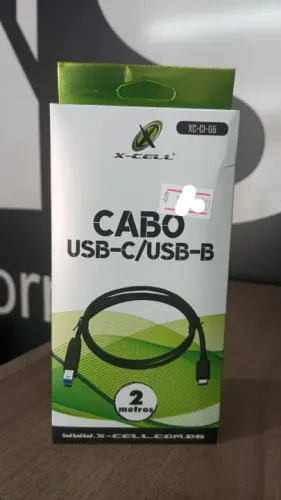 XC-CI-06
X-CELL
CABO
USB-C/USB-B
2
metros
WWW.X-CELL.COM.BR